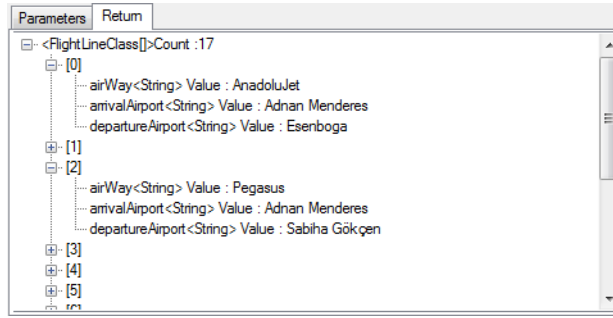 Parameters Return
<FlightLineClass[]>Count :17
[0]
airWay<String> Value : AnadoluJet
arrivalAirport<String> Value : Adnan Menderes
departureAirport<String> Value : Esenboga
[1]
[2]
airWay<String> Value : Pegasus
arrivalAirport<String> Value : Adnan Menderes
departureAirport<String> Value : Sabiha Gökçen
[3]
[4]
[5]